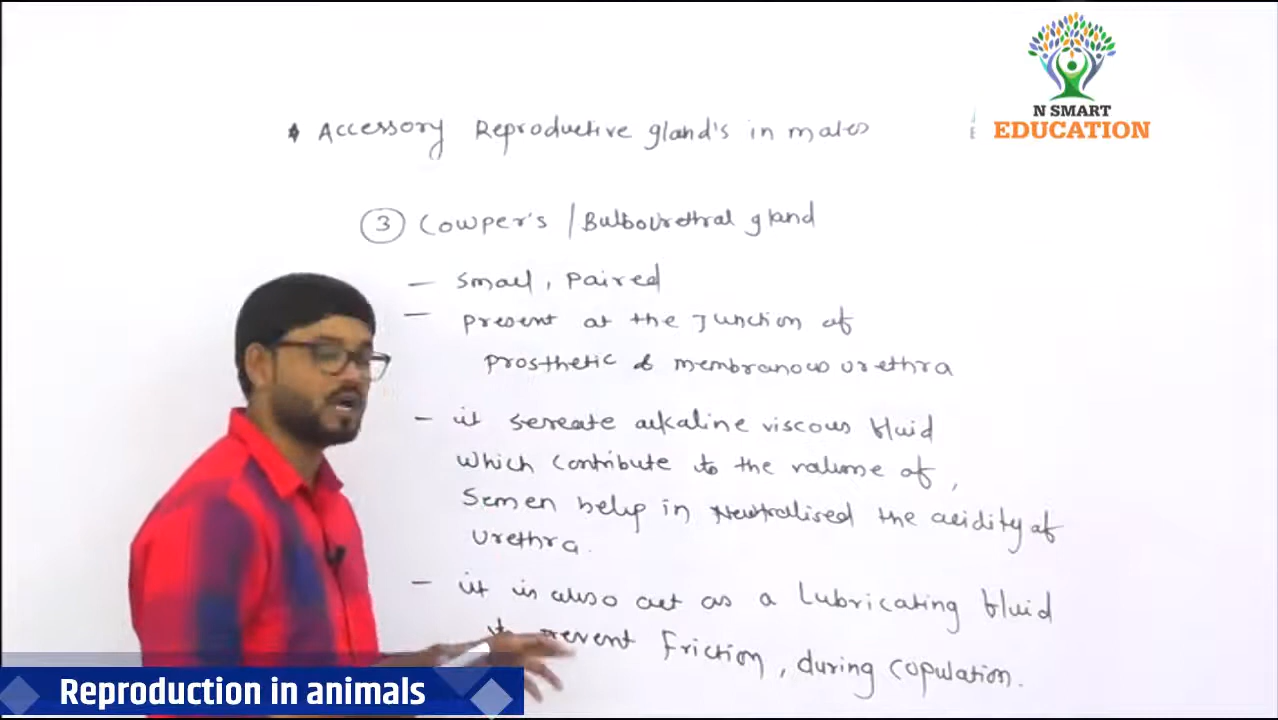 N SMART
EDUCATION
Accessory Reproductive gland's in males
3 Cowper's / Bulbourethral gland
– small, paired
– present at the Junction of
prosthetic & membranous urethra
– it sereate alkaline viscous fluid
which contribute to the volume of,
Semen help in Neutralised the acidity of
urethra.
– it is also act as a Lubricating fluid
prevent Friction, during copulation.
Reproduction in animals